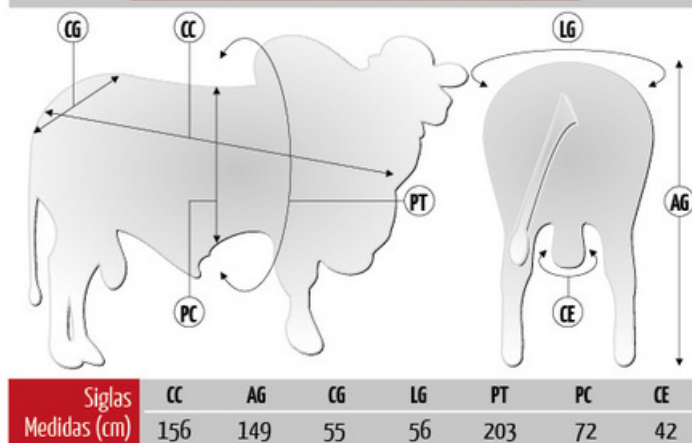 CG
CC
LG
PT
AG
PC
CE
Siglas CC AG CG LG PT PC CE
Medidas (cm) 156 149 55 56 203 72 42